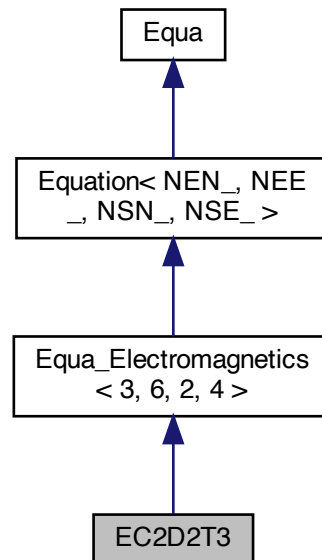 Equa
Equation< NEN_, NEE
_, NSN_, NSE_ >
Equa_Electromagnetics
< 3, 6, 2, 4 >
EC2D2T3